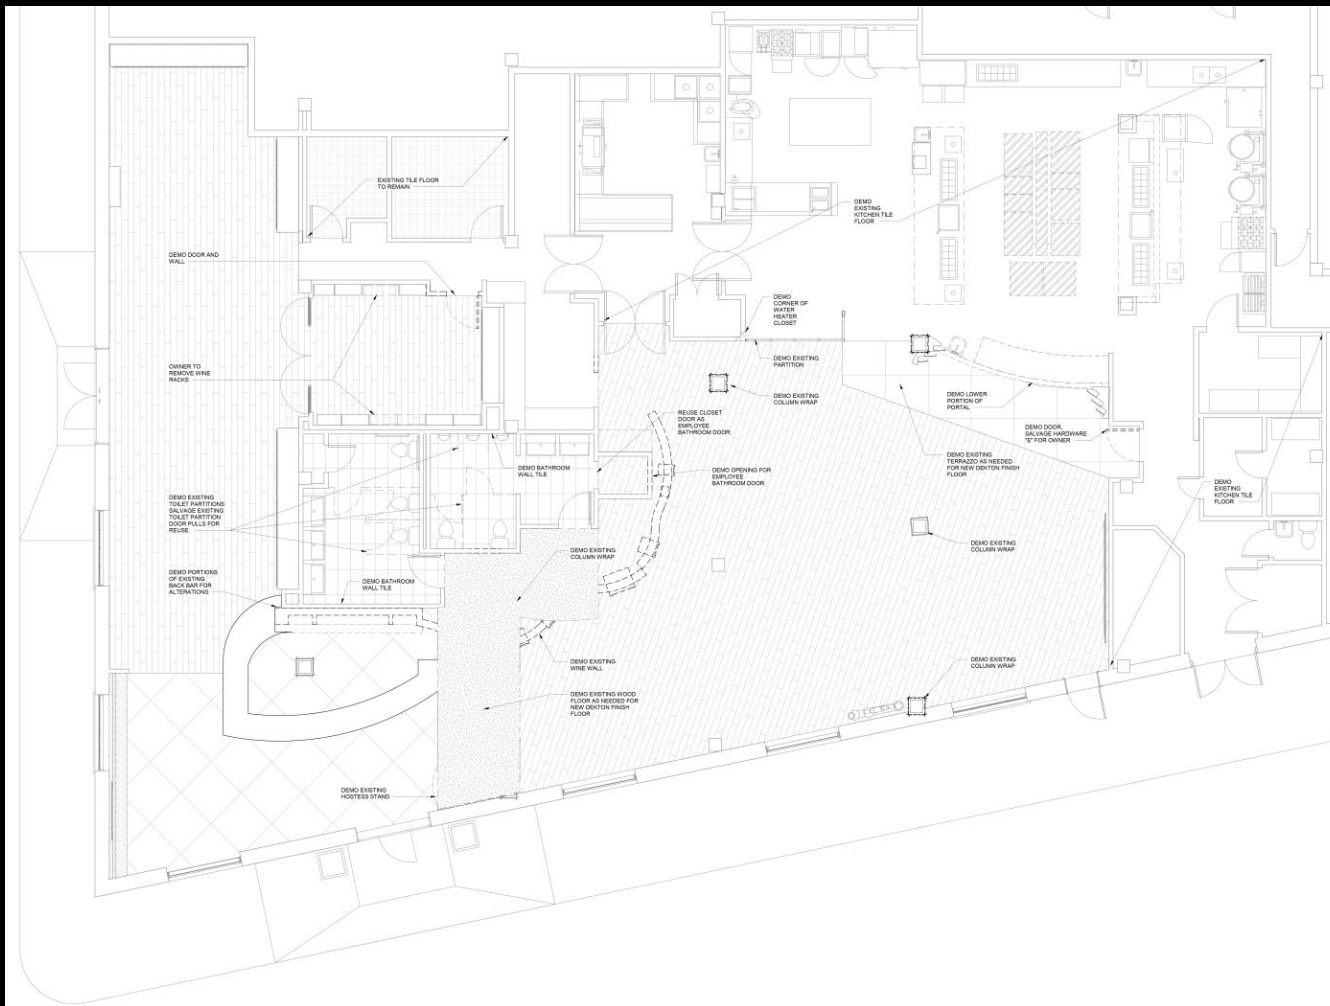 EXISTING TILE FLOOR
TO REMAIN
DEMO
EXISTING
KITCHEN TILE
FLOOR
DEMO DOOR AND
WALL
DEMO
CORNER OF
WATER
HEATER
CLOSET
DEMO EXISTING
PARTITION
OWNER TO
REMOVE WINE
RACKS
DEMO EXISTING
COLUMN WRAP
DEMO LOWER
PORTION OF
PORTAL
REUSE CLOSET
DOOR AS
EMPLOYEE
BATHROOM DOOR.
DEMO DOOR,
SALVAGE HARDWARE
"E" FOR OWNER
DEMO EXISTING
TERRAZZO AS NEEDED
FOR NEW DEKTON FINISH
FLOOR
DEMO BATHROOM
WALL TILE
DEMO OPENING FOR
EMPLOYEE
BATHROOM DOOR.
DEMO
EXISTING
KITCHEN TILE
FLOOR
DEMO EXISTING
TOILET PARTITIONS
SALVAGE EXISTING
TOILET PARTITION
DOOR PULLS FOR
REUSE.
DEMO EXISTING
COLUMN WRAP
DEMO EXISTING
COLUMN WRAP
DEMO PORTIONS
OF EXISTING
BACK BAR FOR
ALTERATIONS
DEMO BATHROOM
WALL TILE
DEMO EXISTING
WINE WALL
DEMO EXISTING
COLUMN WRAP
DEMO EXISTING WOOD
FLOOR AS NEEDED FOR
NEW DEKTON FINISH
FLOOR
DEMO EXISTING
HOSTESS STAND